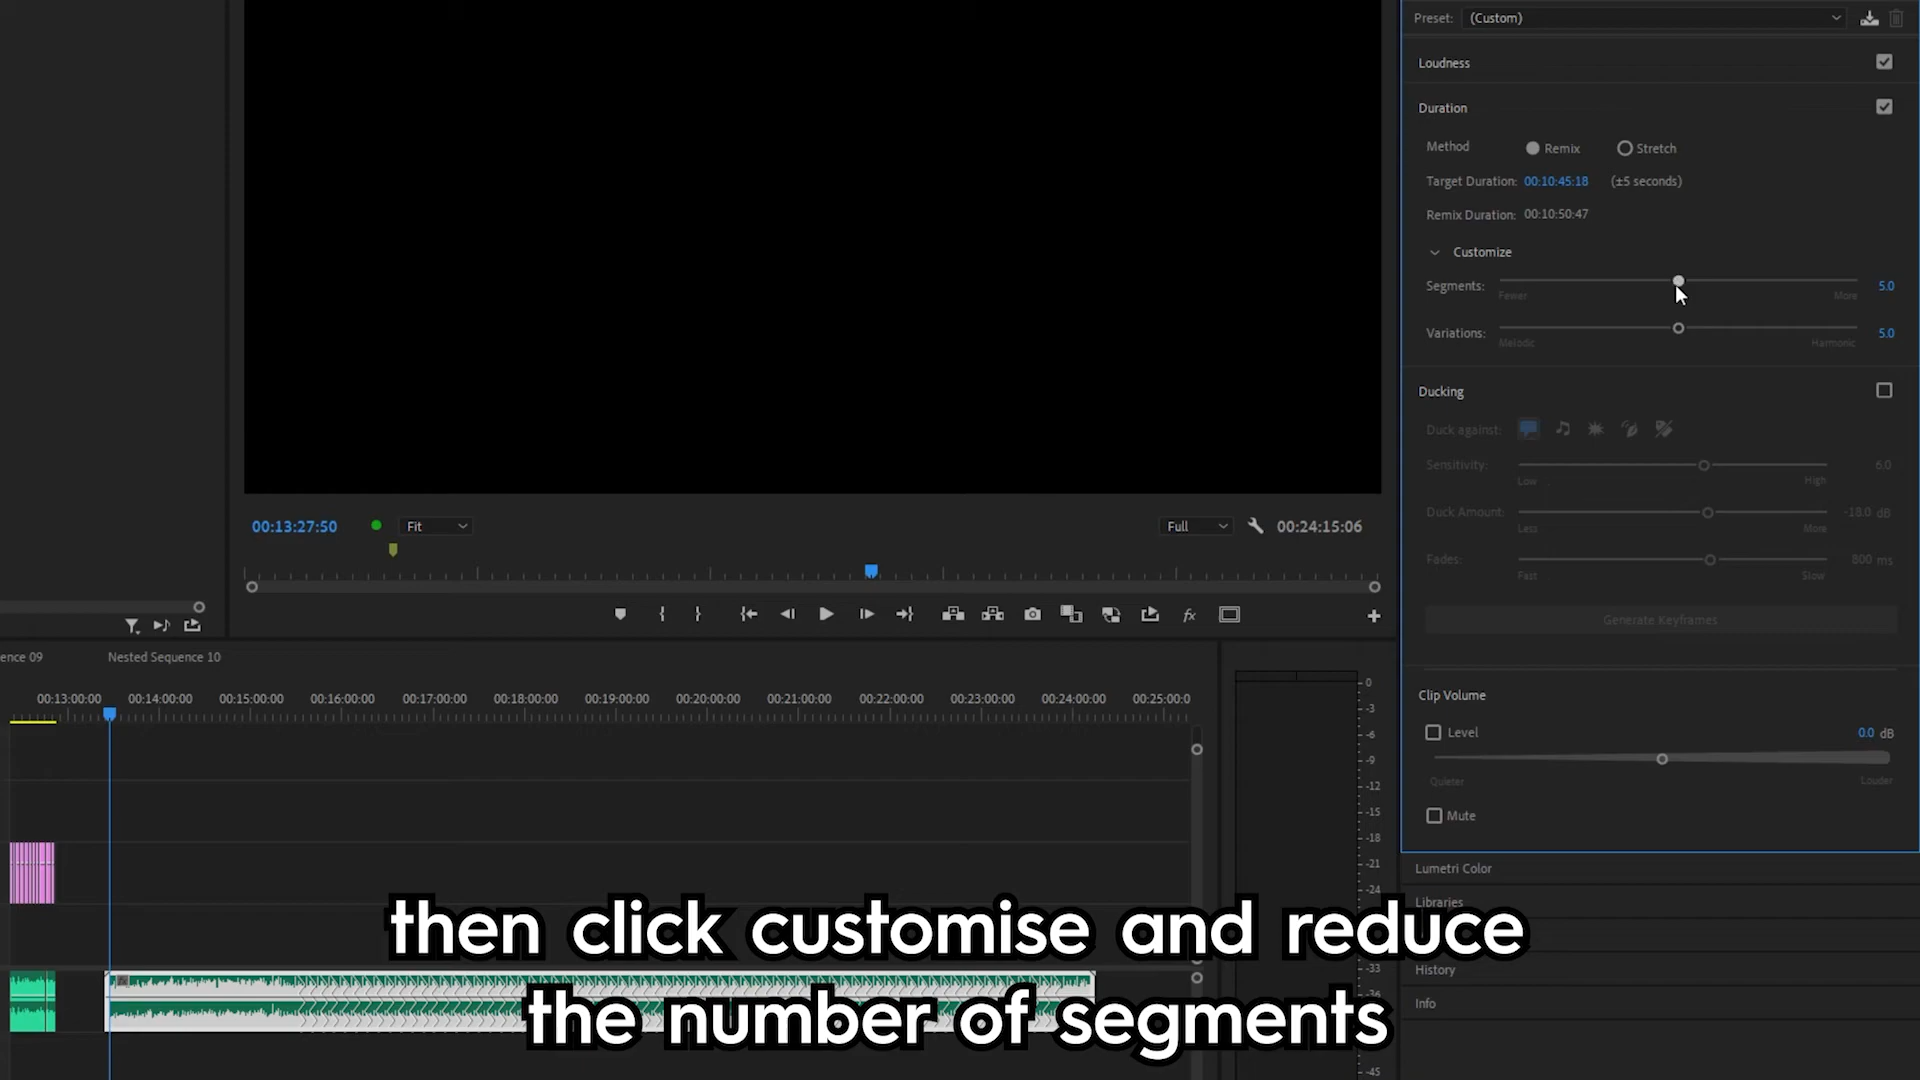 Preset: (Custom)
Loudness
Duration
Method Remix Stretch
Target Duration: 00:10:45:18 (±5 seconds)
Remix Duration: 00:10:50:47
Customize
Segments: 5.0
Fewer More
Variations: 5.0
Melodic Harmonic
Ducking
Duck against:
Sensitivity: 6.0
Low High
Duck Amount: -18.0 dB
Less More
Fades: 800 ms
Fast Slow
Generate Keyframes
Clip Volume
Level 0.0 dB
Quieter Louder
Mute
Lumetri Color
Libraries
History
Info
00:13:27:50 Fit Full 00:24:15:06
fx
ence 09 Nested Sequence 10
00:13:00:00 00:14:00:00 00:15:00:00 00:16:00:00 00:17:00:00 00:18:00:00 00:19:00:00 00:20:00:00 00:21:00:00 00:22:00:00 00:23:00:00 00:24:00:00 00:25:00:0
0
-3
-6
-9
-12
-15
-18
-21
-24
-33
-36
-45
then click customise and reduce
the number of segments